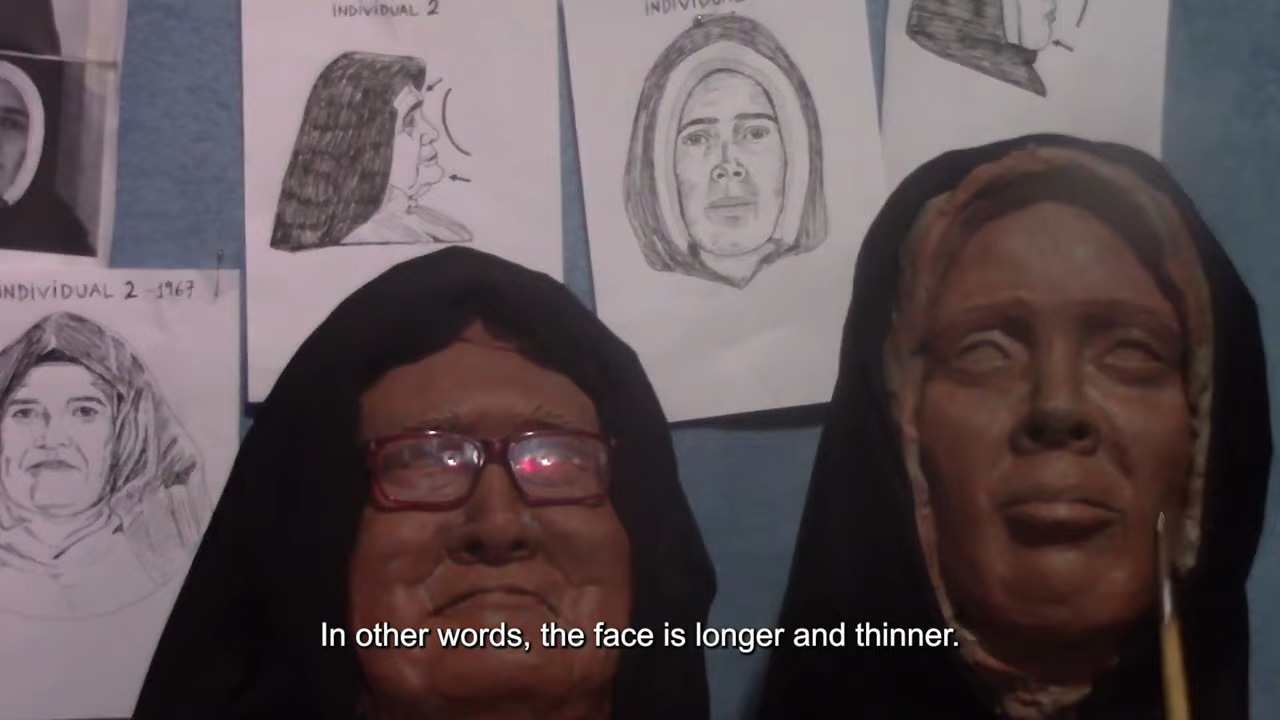 INDIVIDUAL 2
INDIVIDUAL 2 - 1967
In other words, the face is longer and thinner.